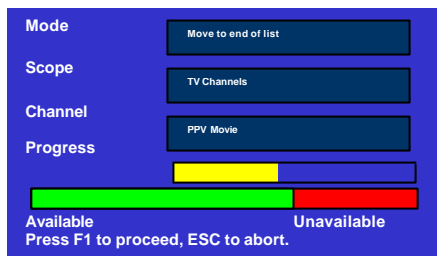 Mode
Move to end of list
Scope
TV Channels
Channel
PPV Movie
Progress
Available Unavailable
Press F1 to proceed, ESC to abort.